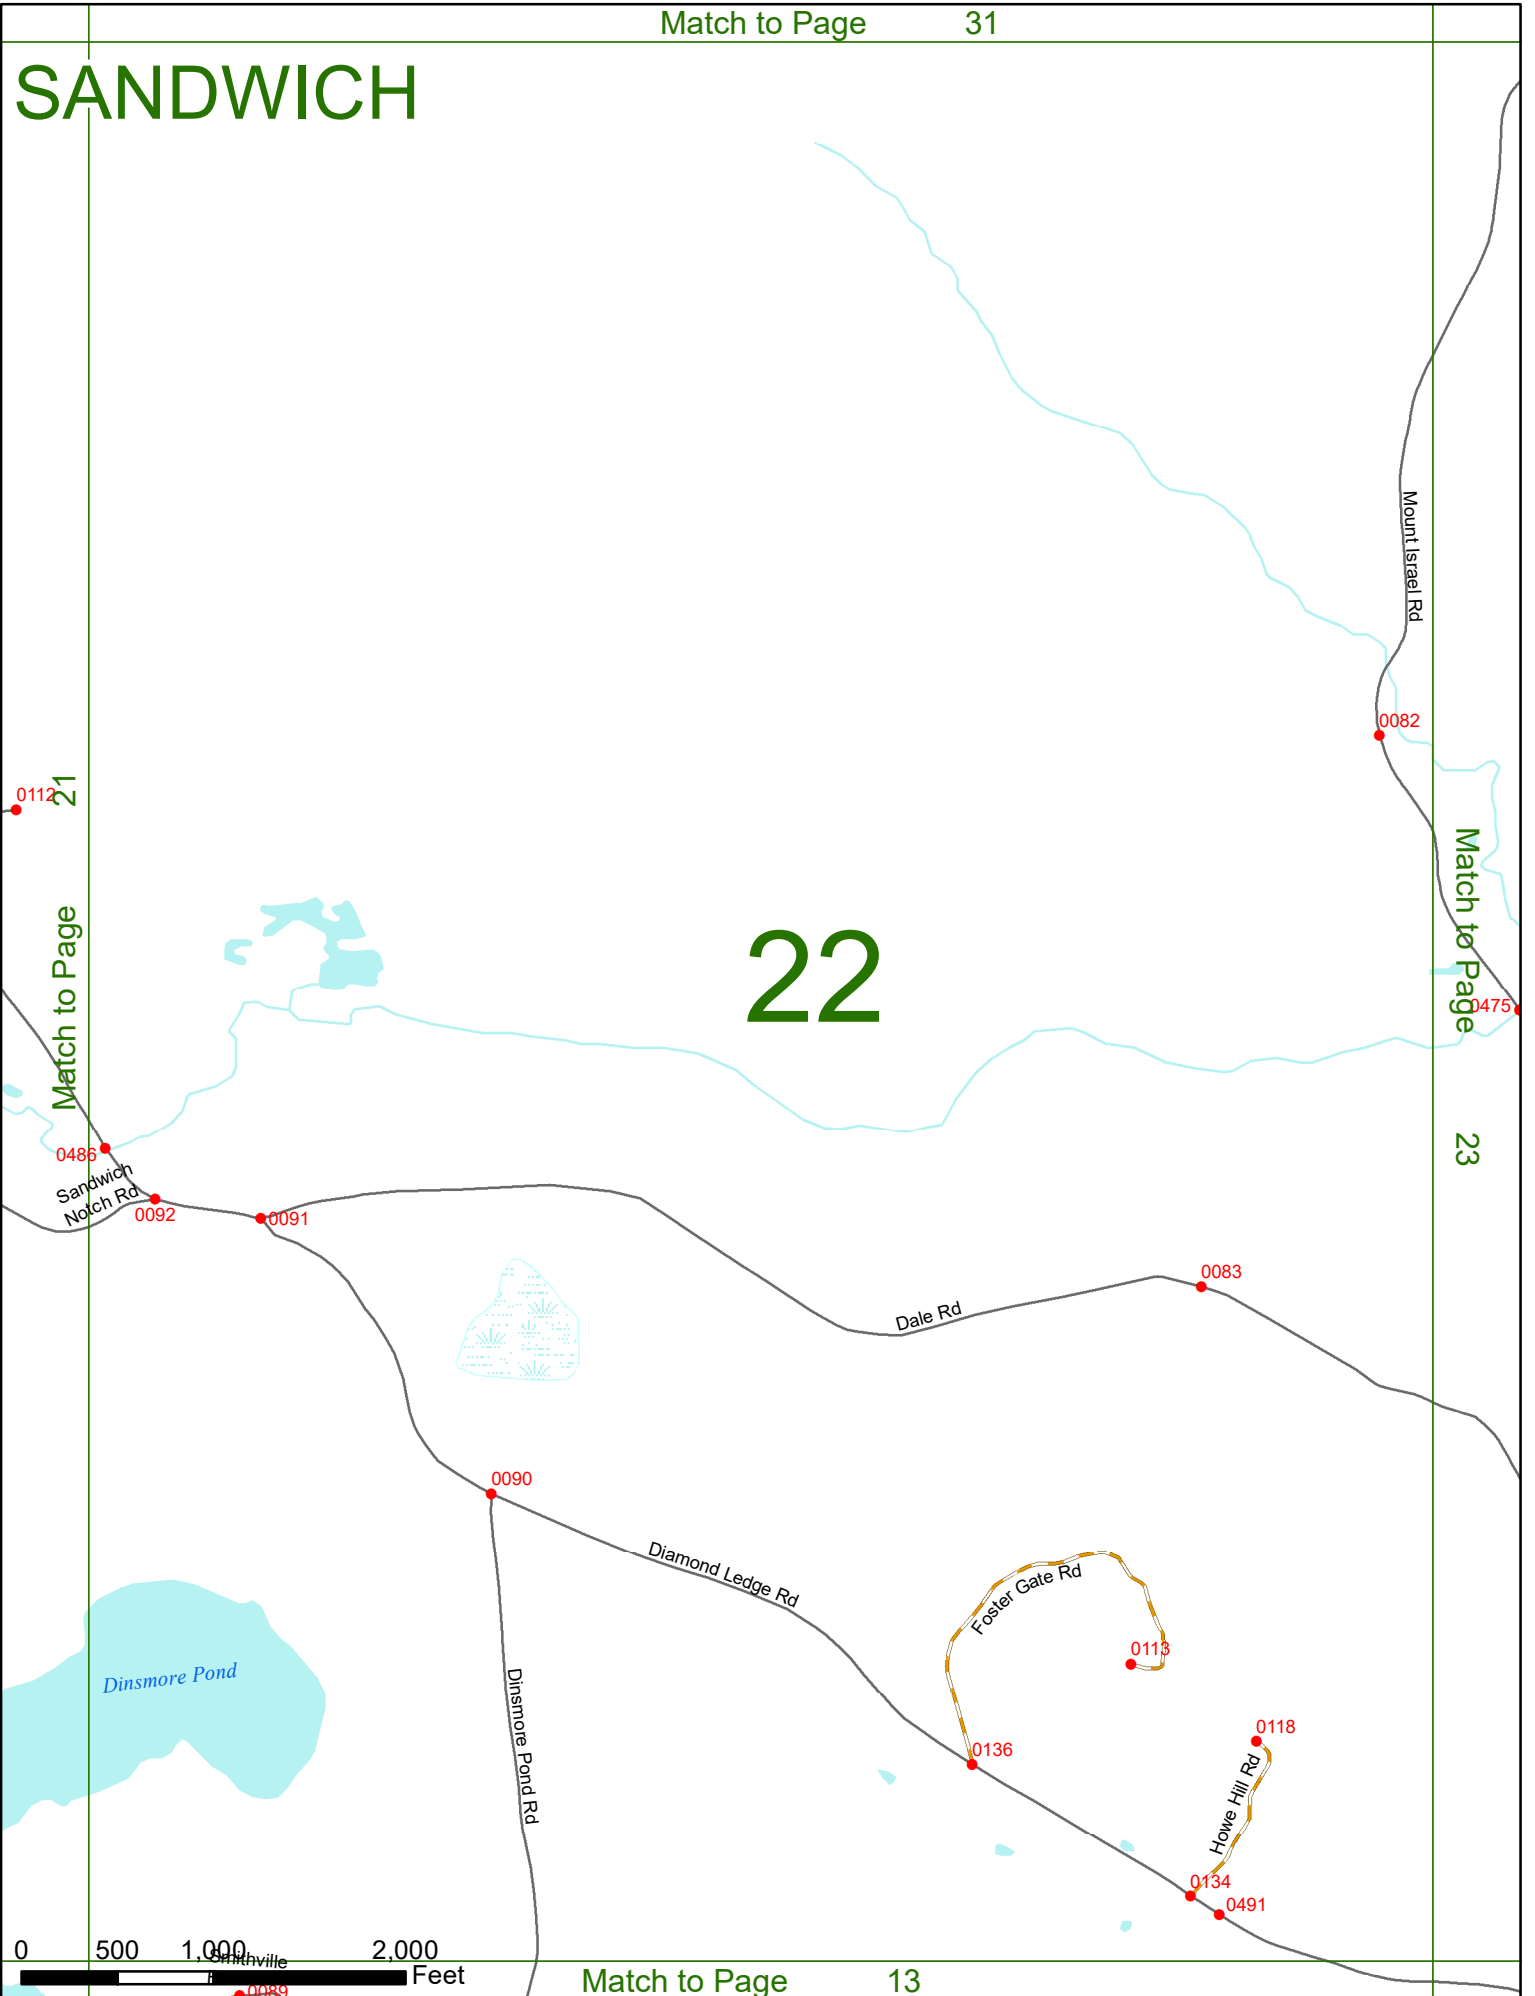 Match to Page 31
SANDWICH
Mount Israel Rd
0082
0112
21
Match to Page
22
Match to Page
23
0475
0486
Sandwich
Notch Rd
0092
0091
0083
Dale Rd
0090
Diamond Ledge Rd
Foster Gate Rd
0113
Dinsmore Pond
Dinsmore Pond Rd
0118
0136
Howe Hill Rd
0134
0491
0 500 1,000 2,000
Smithville
Feet
0089
Match to Page 13